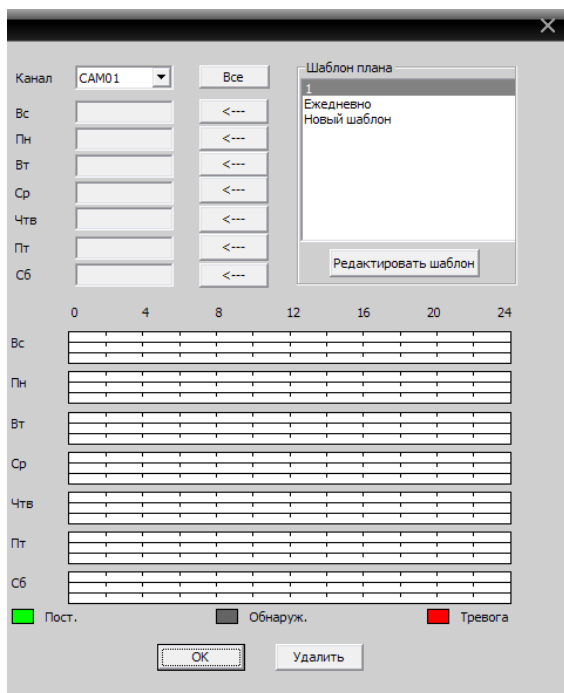 Канал CAM01 Все Шаблон плана
1
Ежедневно
Новый шаблон
Вс <---
Пн <---
Вт <---
Ср <---
Чтв <---
Пт <---
Сб <---
Редактировать шаблон
0 4 8 12 16 20 24
Вс
Пн
Вт
Ср
Чтв
Пт
Сб
Пост. Обнаруж. Тревога
OK Удалить